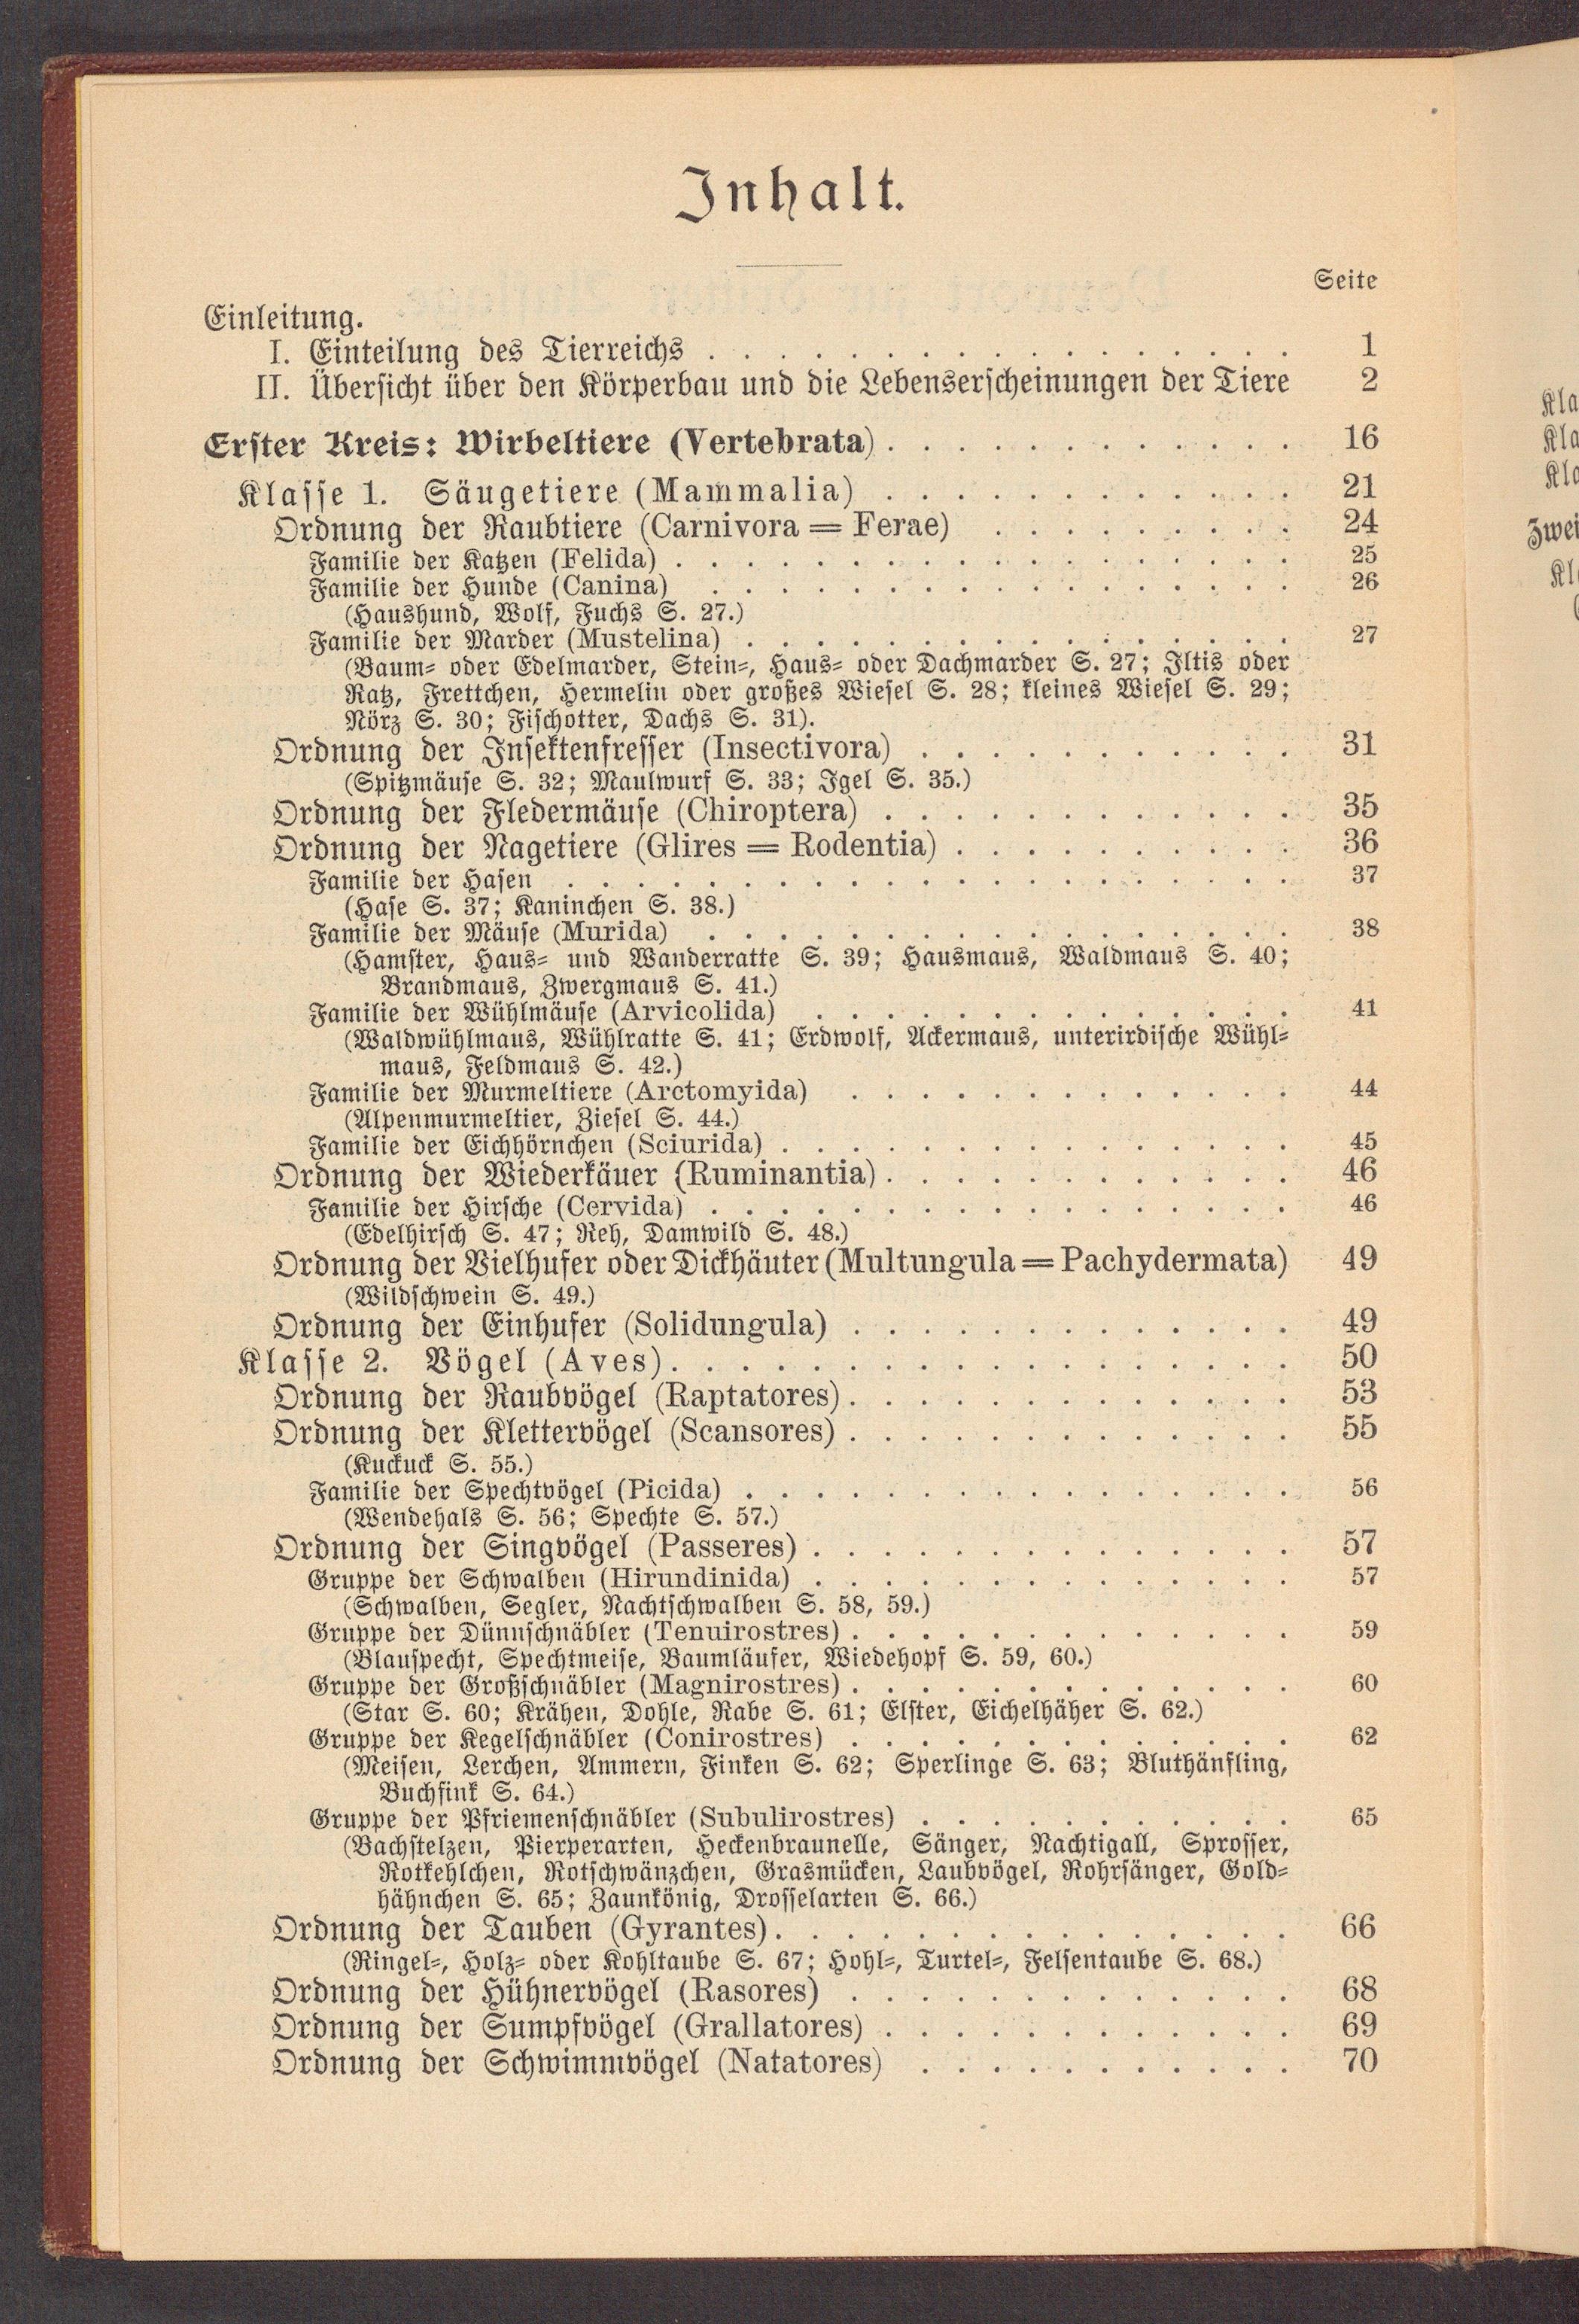 Inhalt.
Seite
Einleitung.
I. Einteilung des Tierreichs . . . . . . . . . . . . . . . . . 1
II. Übersicht über den Körperbau und die Lebenserscheinungen der Tiere 2
Erster Kreis: Wirbeltiere (Vertebrata) . . . . . . . . . . . . 16
Klasse 1. Säugetiere (Mammalia) . . . . . . . . . . . . 21
Ordnung der Raubtiere (Carnivora = Ferae) . . . . . . . . . 24
Familie der Katzen (Felida) . . . . . . . . . . . . . . . . . . 25
Familie der Hunde (Canina) . . . . . . . . . . . . . . . . . 26
(Haushund, Wolf, Fuchs S. 27.)
Familie der Marder (Mustelina) . . . . . . . . . . . . . . . . 27
(Baum- oder Edelmarder, Stein-, Haus- oder Dachmarder S. 27; Iltis oder
Ratz, Frettchen, Hermelin oder großes Wiesel S. 28; kleines Wiesel S. 29;
Nörz S. 30; Fischotter, Dachs S. 31).
Ordnung der Insektenfresser (Insectivora) . . . . . . . . . . . 31
(Spitzmäuse S. 32; Maulwurf S. 33; Igel S. 35.)
Ordnung der Fledermäuse (Chiroptera) . . . . . . . . . . . . 35
Ordnung der Nagetiere (Glires = Rodentia) . . . . . . . . . . 36
Familie der Hasen . . . . . . . . . . . . . . . . . . . . . 37
(Hase S. 37; Kaninchen S. 38.)
Familie der Mäuse (Murida) . . . . . . . . . . . . . . . . . 38
(Hamster, Haus- und Wanderratte S. 39; Hausmaus, Waldmaus S. 40;
Brandmaus, Zwergmaus S. 41.)
Familie der Wühlmäuse (Arvicolida) . . . . . . . . . . . . . . 41
(Waldwühlmaus, Wühlratte S. 41; Erdwolf, Ackermaus, unterirdische Wühl-
maus, Feldmaus S. 42.)
Familie der Murmeltiere (Arctomyida) . . . . . . . . . . . . . 44
(Alpenmurmeltier, Ziesel S. 44.)
Familie der Eichhörnchen (Sciurida) . . . . . . . . . . . . . . . 45
Ordnung der Wiederkäuer (Ruminantia) . . . . . . . . . . . . 46
Familie der Hirsche (Cervida) . . . . . . . . . . . . . . . . . 46
(Edelhirsch S. 47; Reh, Damwild S. 48.)
Ordnung der Vielhufer oder Dickhäuter (Multungula = Pachydermata) 49
(Wildschwein S. 49.)
Ordnung der Einhufer (Solidungula) . . . . . . . . . . . . . 49
Klasse 2. Vögel (Aves) . . . . . . . . . . . . . . . . . . 50
Ordnung der Raubvögel (Raptatores) . . . . . . . . . . . . . 53
Ordnung der Klettervögel (Scansores) . . . . . . . . . . . . . 55
(Kuckuck S. 55.)
Familie der Spechtvögel (Picida) . . . . . . . . . . . . . . . . 56
(Wendehals S. 56; Spechte S. 57.)
Ordnung der Singvögel (Passeres) . . . . . . . . . . . . . . 57
Gruppe der Schwalben (Hirundinida) . . . . . . . . . . . . . . 57
(Schwalben, Segler, Nachtschwalben S. 58, 59.)
Gruppe der Dünnschnäbler (Tenuirostres) . . . . . . . . . . . . . 59
(Blauspecht, Spechtmeise, Baumläufer, Wiedehopf S. 59, 60.)
Gruppe der Großschnäbler (Magnirostres) . . . . . . . . . . . . . 60
(Star S. 60; Krähen, Dohle, Rabe S. 61; Elster, Eichelhäher S. 62.)
Gruppe der Kegelschnäbler (Conirostres) . . . . . . . . . . . . . 62
(Meisen, Lerchen, Ammern, Finken S. 62; Sperlinge S. 63; Bluthänfling,
Buchfink S. 64.)
Gruppe der Pfriemenschnäbler (Subulirostres) . . . . . . . . . . . 65
(Bachstelzen, Pierperarten, Heckenbraunelle, Sänger, Nachtigall, Sprosser,
Rotkehlchen, Rotschwänzchen, Grasmücken, Laubvögel, Rohrsänger, Gold-
hähnchen S. 65; Zaunkönig, Drosselarten S. 66.)
Ordnung der Tauben (Gyrantes) . . . . . . . . . . . . . . . 66
(Ringel-, Holz- oder Kohltaube S. 67; Hohl-, Turtel-, Felsentaube S. 68.)
Ordnung der Hühnervögel (Rasores) . . . . . . . . . . . . . 68
Ordnung der Sumpfvögel (Grallatores) . . . . . . . . . . . . 69
Ordnung der Schwimmvögel (Natatores) . . . . . . . . . . . 70
Kla
Kla
Kla
Zwei